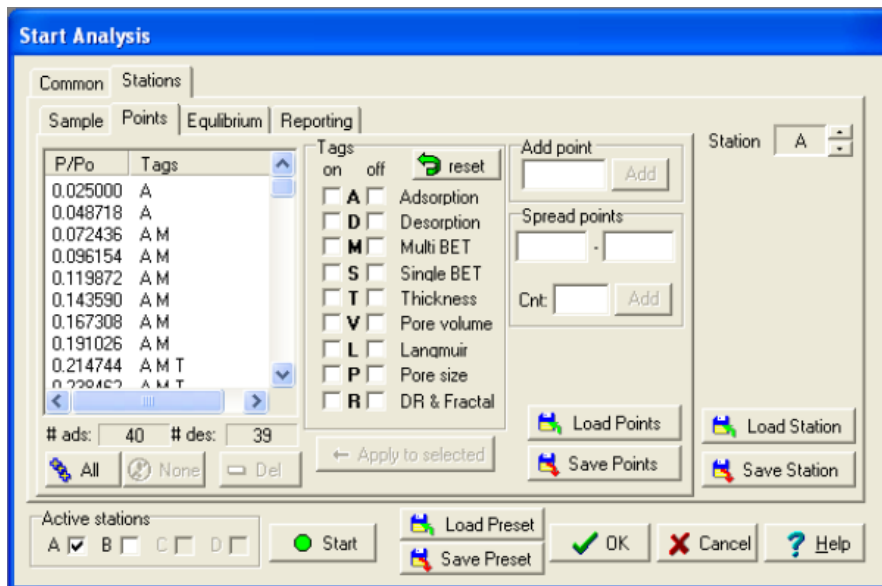 Start Analysis
Common Stations
Sample Points Equlibrium Reporting
Station A
P/Po Tags
0.025000 A
0.048718 A
0.072436 A M
0.096154 A M
0.119872 A M
0.143590 A M
0.167308 A M
0.191026 A M
0.214744 A M T
0.238462 A M T
# ads: 40 # des: 39
All None Del
Tags
on off reset
A Adsorption
D Desorption
M Multi BET
S Single BET
T Thickness
V Pore volume
L Langmuir
P Pore size
R DR & Fractal
← Apply to selected
Add point
Add
Spread points
-
Cnt: Add
Load Points
Save Points
Load Station
Save Station
Active stations
A B C D
Start
Load Preset
Save Preset
OK Cancel Help